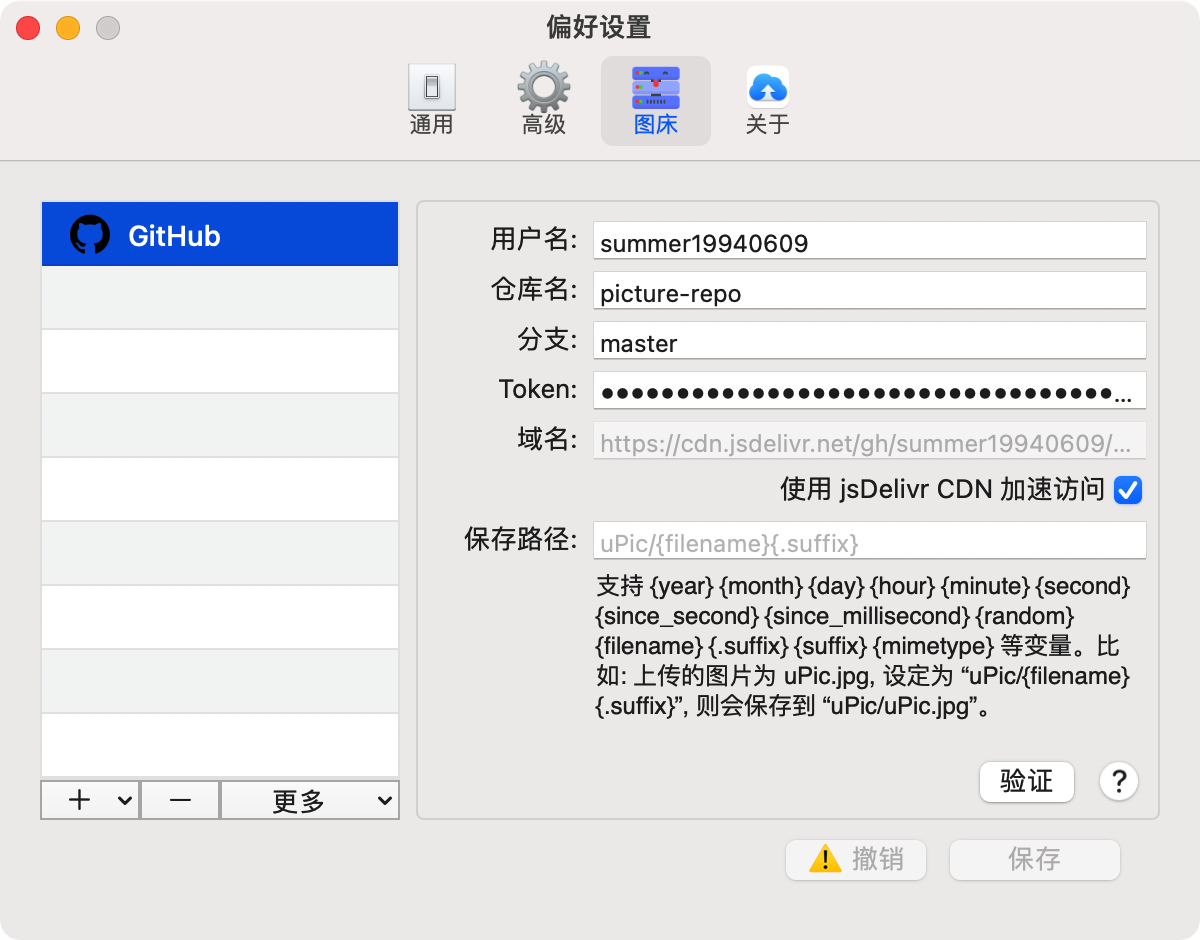 偏好设置
通用
高级
图床
关于
GitHub
用户名:
summer19940609
仓库名:
picture-repo
分支:
master
Token:
●●●●●●●●●●●●●●●●●●●●●●●●●●●●●●●●●●...
域名:
https://cdn.jsdelivr.net/gh/summer19940609/...
使用 jsDelivr CDN 加速访问
保存路径:
uPic/{filename}{.suffix}
支持 {year} {month} {day} {hour} {minute} {second}
{since_second} {since_millisecond} {random}
{filename} {.suffix} {suffix} {mimetype} 等变量。比
如: 上传的图片为 uPic.jpg, 设定为 “uPic/{filename}
{.suffix}”, 则会保存到 “uPic/uPic.jpg”。
验证
?
更多
撤销
保存